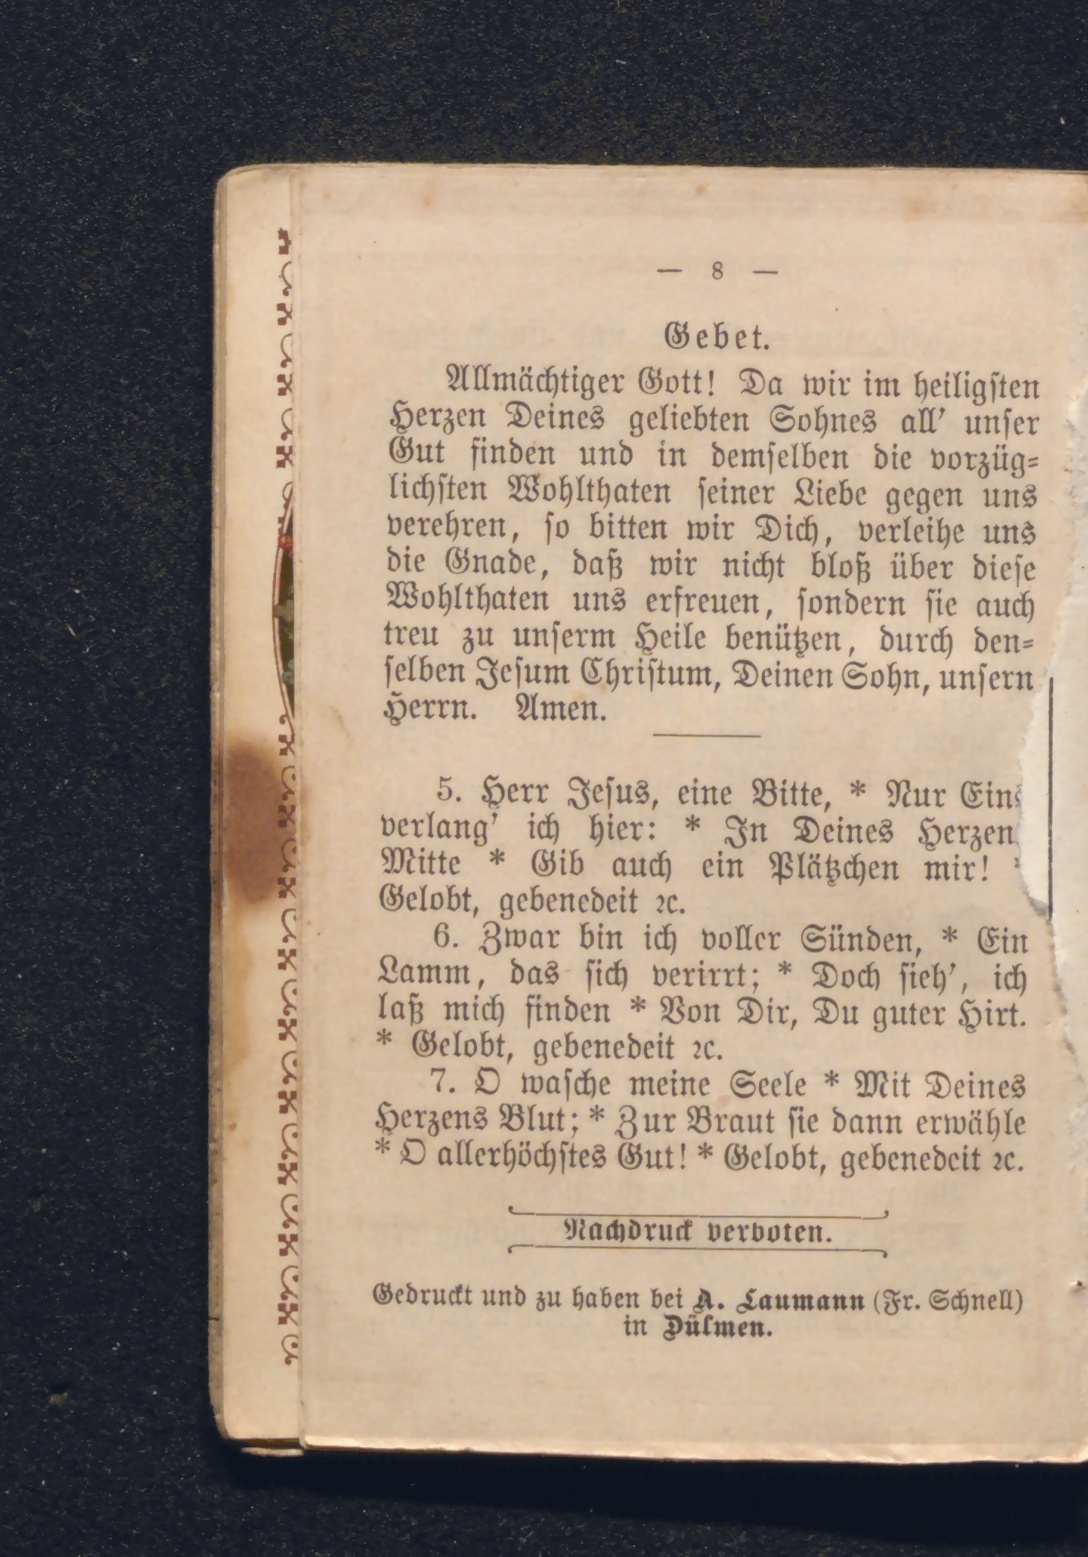 — 8 —
Gebet.
Allmächtiger Gott! Da wir im heiligsten
Herzen Deines geliebten Sohnes all' unser
Gut finden und in demselben die vorzüg-
lichsten Wohlthaten seiner Liebe gegen uns
verehren, so bitten wir Dich, verleihe uns
die Gnade, daß wir nicht bloß über diese
Wohlthaten uns erfreuen, sondern sie auch
treu zu unserm Heile benützen, durch den-
selben Jesum Christum, Deinen Sohn, unsern
Herrn. Amen.
5. Herr Jesus, eine Bitte, * Nur Eins
verlang' ich hier: * In Deines Herzen
Mitte * Gib auch ein Plätzchen mir! *
Gelobt, gebenedeit ꝛc.
6. Zwar bin ich voller Sünden, * Ein
Lamm, das sich verirrt; * Doch sieh', ich
laß mich finden * Von Dir, Du guter Hirt.
* Gelobt, gebenedeit ꝛc.
7. O wasche meine Seele * Mit Deines
Herzens Blut; * Zur Braut sie dann erwähle
* O allerhöchstes Gut! * Gelobt, gebenedeit ꝛc.
Nachdruck verboten.
Gedruckt und zu haben bei A. Laumann (Fr. Schnell)
in Dülmen.